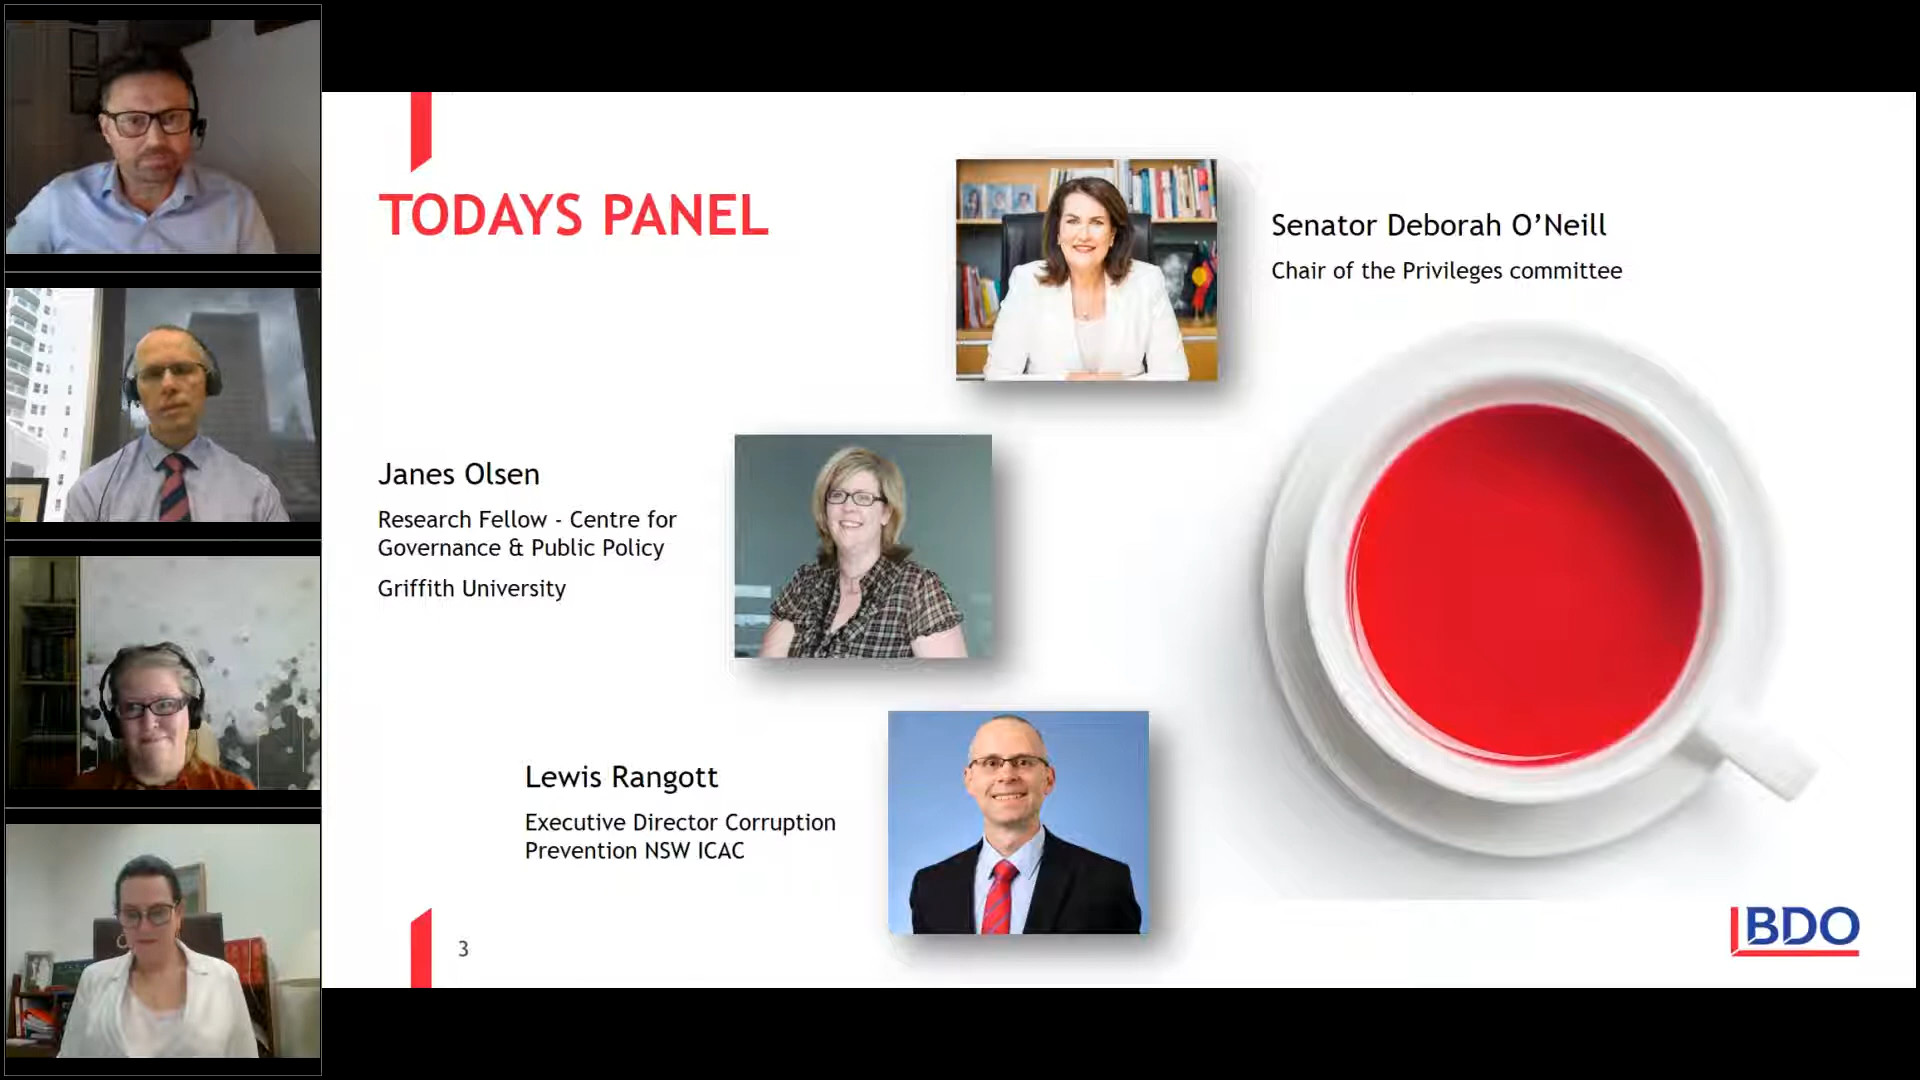 TODAYS PANEL
Senator Deborah O’Neill
Chair of the Privileges committee
Janes Olsen
Research Fellow - Centre for
Governance & Public Policy
Griffith University
Lewis Rangott
Executive Director Corruption
Prevention NSW ICAC
3
BDO